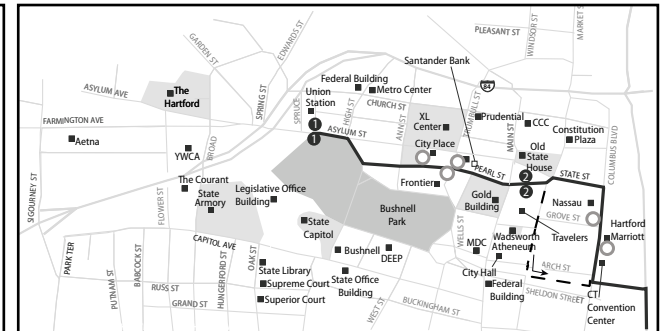 PLEASANT ST
WINDSOR ST
MARKET S
GARDEN ST
EDWARDS ST
Santander Bank
84
Federal Building
Metro Center
ASYLUM AVE
The
Hartford
SPRING ST
Union
Station
SPRUCE
HIGH ST
CHURCH ST
ANN ST
TRUMBULL ST
XL
Center
Prudential
MAIN ST
CCC
Constitution
Plaza
COLUMBUS BLVD
FARMINGTON AVE
Aetna
BROAD
YWCA
1
1
ASYLUM ST
City Place
Old
State
House
PEARL ST
2
2
STATE ST
SIGOURNEY ST
The Courant
State
Armory
FLOWER ST
Legislative Office
Building
Frontier
Bushnell
Park
Gold
Building
Nassau
GROVE ST
Hartford
Marriott
State
Capitol
WELLS ST
Wadsworth
Atheneum
Travelers
CAPITOL AVE
PARK TER
PUTNAM ST
BABCOCK ST
HUNGERFORD ST
OAK ST
Bushnell
DEEP
MDC
City Hall
ARCH ST
State Library
Supreme Court
Superior Court
State Office
Building
RUSS ST
GRAND ST
WEST ST
BUCKINGHAM ST
Federal
Building
SHELDON STREET
CT
Convention
Center